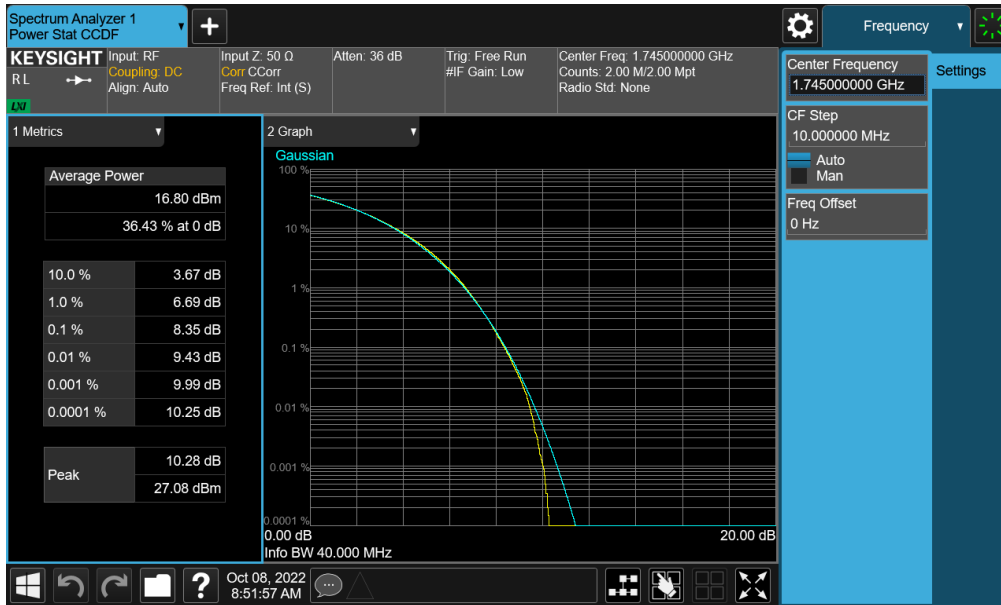 Spectrum Analyzer 1
Power Stat CCDF
Frequency
KEYSIGHT
R L
LXI
Input: RF
Coupling: DC
Align: Auto
Input Z: 50 Ω
Corr CCorr
Freq Ref: Int (S)
Atten: 36 dB
Trig: Free Run
#IF Gain: Low
Center Freq: 1.745000000 GHz
Counts: 2.00 M/2.00 Mpt
Radio Std: None
Center Frequency
1.745000000 GHz
Settings
CF Step
10.000000 MHz
Auto
Man
Freq Offset
0 Hz
1 Metrics
Average Power
16.80 dBm
36.43 % at 0 dB
10.0 % 3.67 dB
1.0 % 6.69 dB
0.1 % 8.35 dB
0.01 % 9.43 dB
0.001 % 9.99 dB
0.0001 % 10.25 dB
Peak
10.28 dB
27.08 dBm
2 Graph
Gaussian
100 %
10 %
1 %
0.1 %
0.01 %
0.001 %
0.0001 %
0.00 dB
20.00 dB
Info BW 40.000 MHz
?
Oct 08, 2022
8:51:57 AM